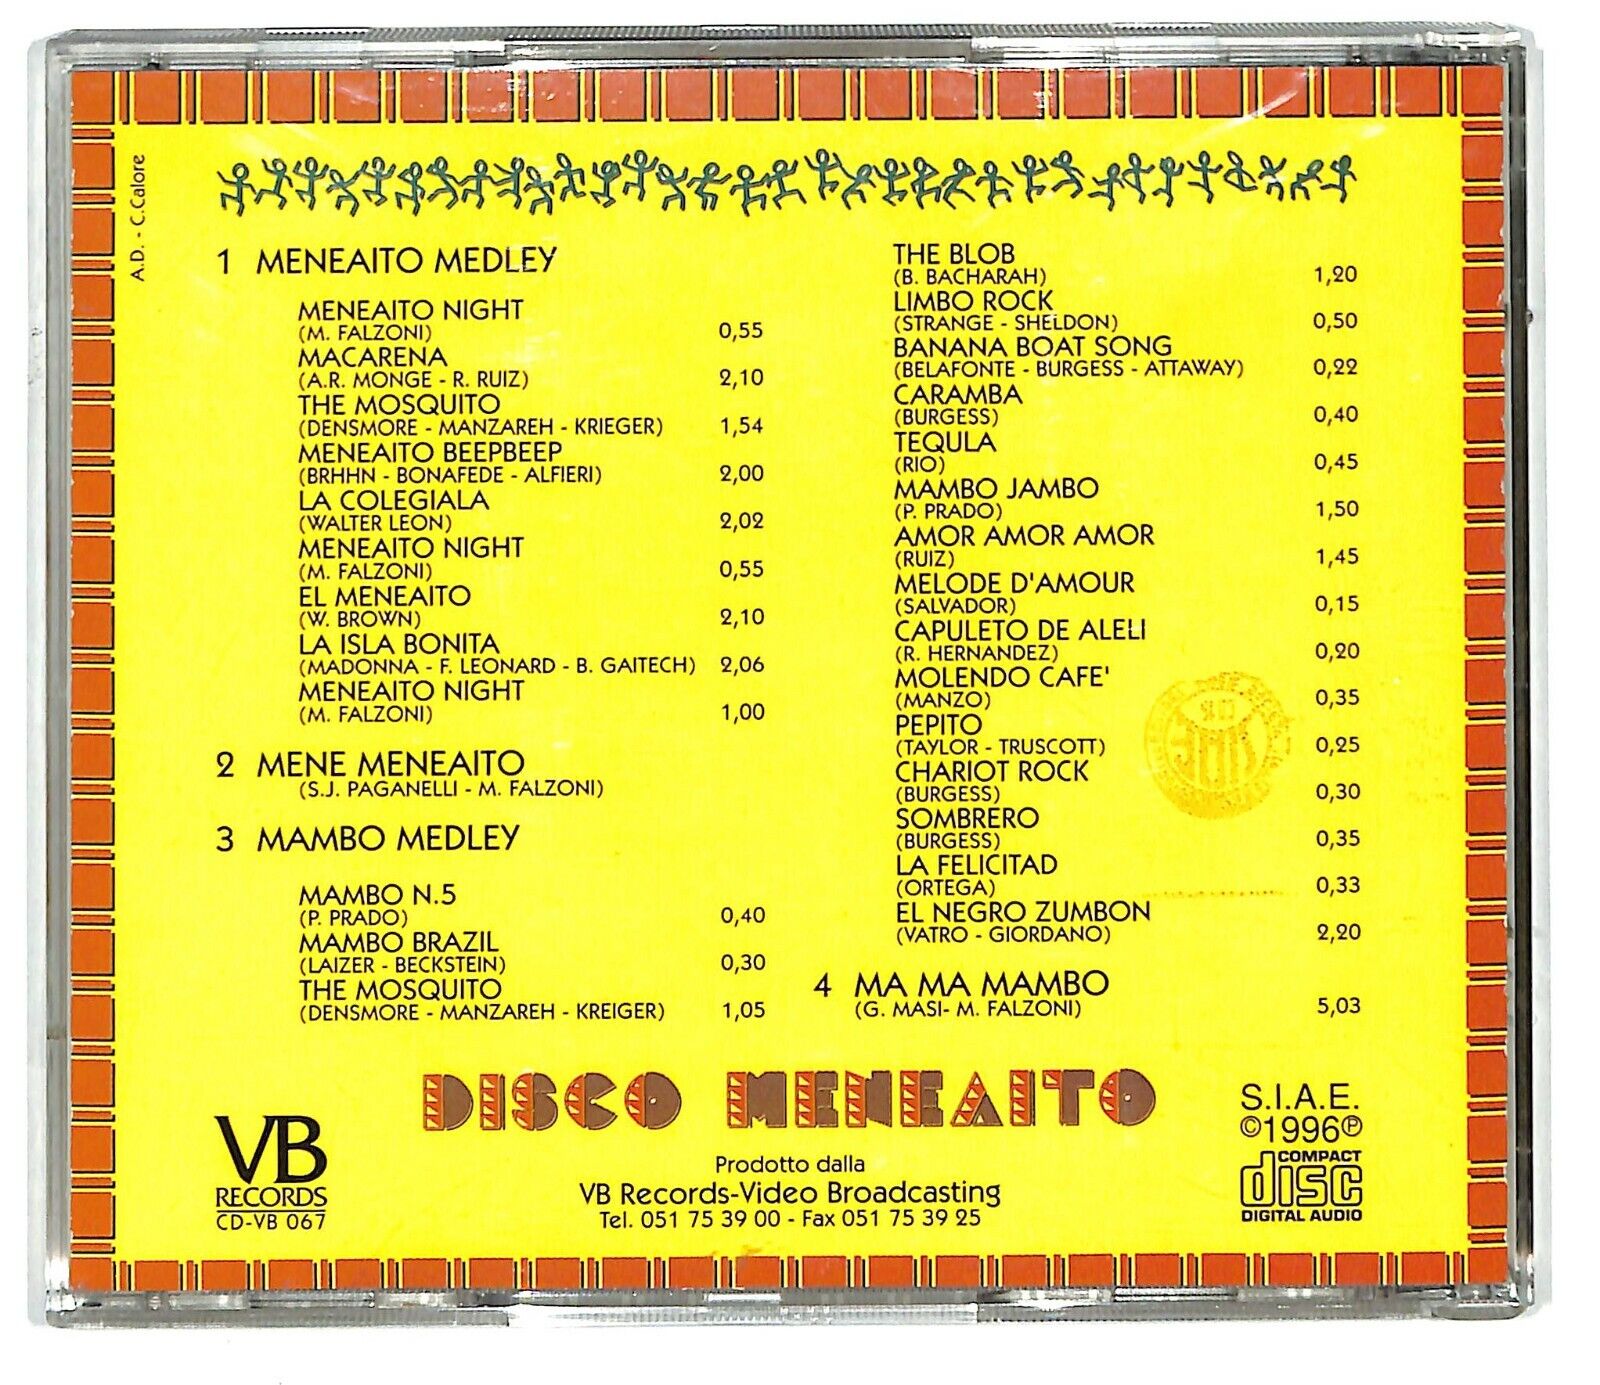 A.D. - C.Calore
1 MENEAITO MEDLEY
MENEAITO NIGHT
(M. FALZONI) 0,55
MACARENA
(A.R. MONGE - R. RUIZ) 2,10
THE MOSQUITO
(DENSMORE - MANZAREH - KRIEGER) 1,54
MENEAITO BEEPBEEP
(BRHHN - BONAFEDE - ALFIERI) 2,00
LA COLEGIALA
(WALTER LEON) 2,02
MENEAITO NIGHT
(M. FALZONI) 0,55
EL MENEAITO
(W. BROWN) 2,10
LA ISLA BONITA
(MADONNA - F. LEONARD - B. GAITECH) 2,06
MENEAITO NIGHT
(M. FALZONI) 1,00
2 MENE MENEAITO
(S.J. PAGANELLI - M. FALZONI)
3 MAMBO MEDLEY
MAMBO N.5
(P. PRADO) 0,40
MAMBO BRAZIL
(LAIZER - BECKSTEIN) 0,30
THE MOSQUITO
(DENSMORE - MANZAREH - KREIGER) 1,05
THE BLOB
(B. BACHARAH) 1,20
LIMBO ROCK
(STRANGE - SHELDON) 0,50
BANANA BOAT SONG
(BELAFONTE - BURGESS - ATTAWAY) 0,22
CARAMBA
(BURGESS) 0,40
TEQULA
(RIO) 0,45
MAMBO JAMBO
(P. PRADO) 1,50
AMOR AMOR AMOR
(RUIZ) 1,45
MELODE D'AMOUR
(SALVADOR) 0,15
CAPULETO DE ALELI
(R. HERNANDEZ) 0,20
MOLENDO CAFE'
(MANZO) 0,35
PEPITO
(TAYLOR - TRUSCOTT) 0,25
CHARIOT ROCK
(BURGESS) 0,30
SOMBRERO
(BURGESS) 0,35
LA FELICITAD
(ORTEGA) 0,33
EL NEGRO ZUMBON
(VATRO - GIORDANO) 2,20
4 MA MA MAMBO
(G. MASI- M. FALZONI) 5,03
DISCO MENEAITO
VB
RECORDS
CD-VB 067
Prodotto dalla
VB Records-Video Broadcasting
Tel. 051 75 39 00 - Fax 051 75 39 25
S.I.A.E.
©1996℗
COMPACT
disc
DIGITAL AUDIO